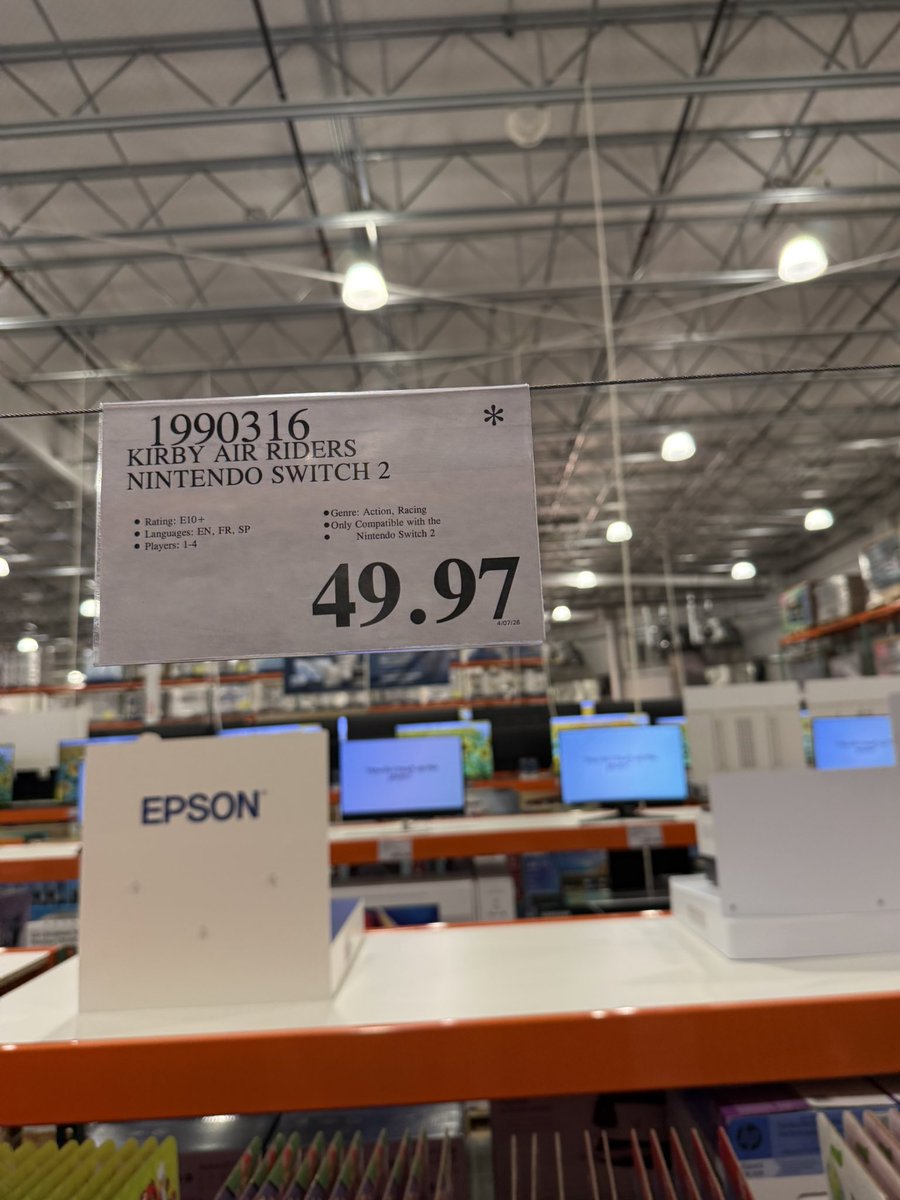 1990316
*
KIRBY AIR RIDERS
NINTENDO SWITCH 2
• Rating: E10+
• Languages: EN, FR, SP
• Players: 1-4
• Genre: Action, Racing
• Only Compatible with the
• Nintendo Switch 2
49.97
4/07/26
EPSON
hp